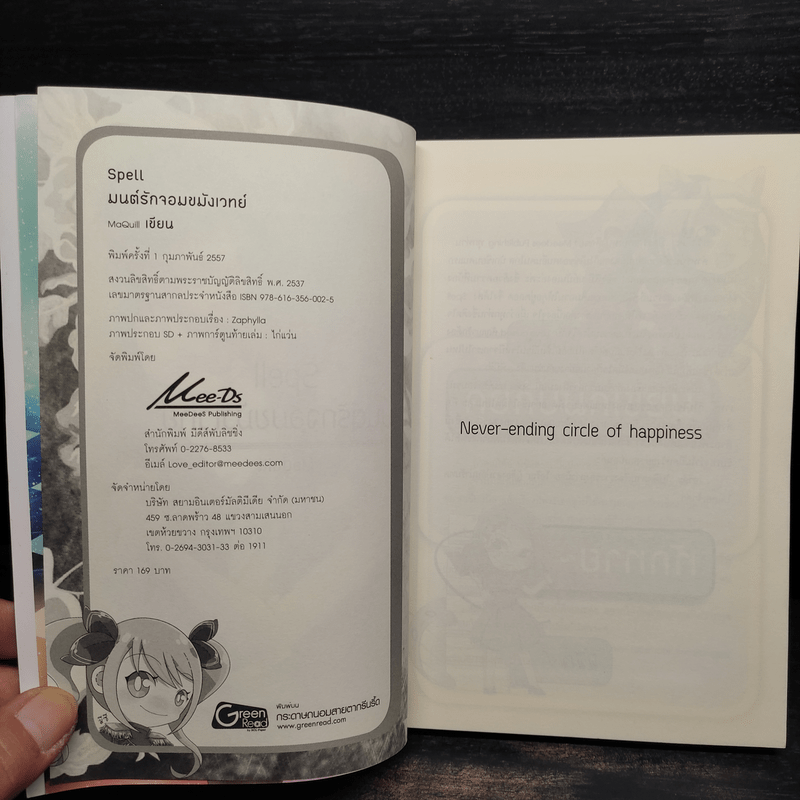 Spell
มนต์รักจอมขมังเวทย์
MaQuill เขียน
พิมพ์ครั้งที่ 1 กุมภาพันธ์ 2557
สงวนลิขสิทธิ์ตามพระราชบัญญัติลิขสิทธิ์ พ.ศ. 2537
เลขมาตรฐานสากลประจำหนังสือ ISBN 978-616-356-002-5
ภาพปกและภาพประกอบเรื่อง : Zaphylla
ภาพประกอบ SD + ภาพการ์ตูนท้ายเล่ม : ไก่แว่น
จัดพิมพ์โดย
Mee-Ds
MeeDeeS Publishing
สำนักพิมพ์ มีดีส์พับลิชชิ่ง
โทรศัพท์ 0-2276-8533
อีเมล์ Love_editor@meedees.com
จัดจำหน่ายโดย
บริษัท สยามอินเตอร์มัลติมีเดีย จำกัด (มหาชน)
459 ซ.ลาดพร้าว 48 แขวงสามเสนนอก
เขตห้วยขวาง กรุงเทพฯ 10310
โทร. 0-2694-3031-33 ต่อ 1911
ราคา 169 บาท
Green Read
พิมพ์บน
กระดาษถนอมสายตากรีนรี้ด
www.greenread.com
Never-ending circle of happiness